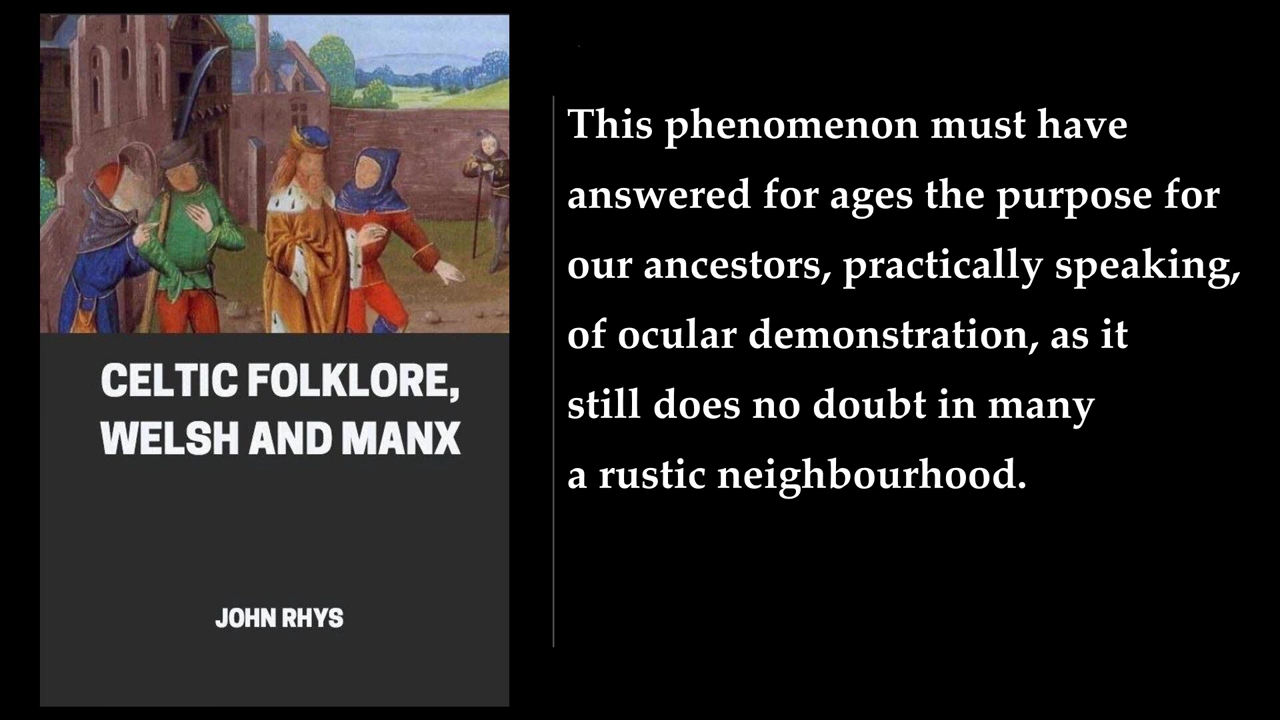 CELTIC FOLKLORE,
WELSH AND MANX
JOHN RHYS
This phenomenon must have
answered for ages the purpose for
our ancestors, practically speaking,
of ocular demonstration, as it
still does no doubt in many
a rustic neighbourhood.